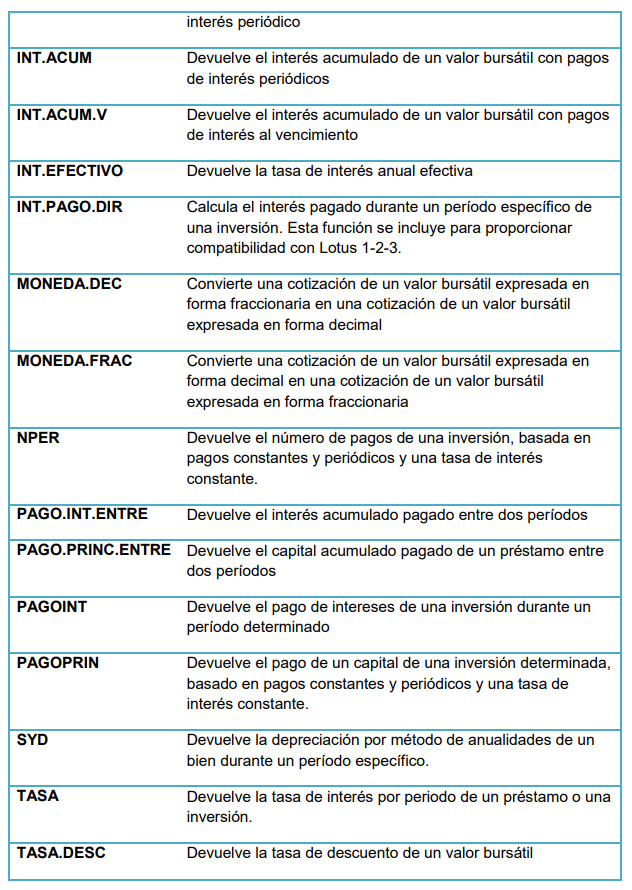 interés periódico
INT.ACUM Devuelve el interés acumulado de un valor bursátil con pagos
de interés periódicos
INT.ACUM.V Devuelve el interés acumulado de un valor bursátil con pagos
de interés al vencimiento
INT.EFECTIVO Devuelve la tasa de interés anual efectiva
INT.PAGO.DIR Calcula el interés pagado durante un período específico de
una inversión. Esta función se incluye para proporcionar
compatibilidad con Lotus 1-2-3.
MONEDA.DEC Convierte una cotización de un valor bursátil expresada en
forma fraccionaria en una cotización de un valor bursátil
expresada en forma decimal
MONEDA.FRAC Convierte una cotización de un valor bursátil expresada en
forma decimal en una cotización de un valor bursátil
expresada en forma fraccionaria
NPER Devuelve el número de pagos de una inversión, basada en
pagos constantes y periódicos y una tasa de interés
constante.
PAGO.INT.ENTRE Devuelve el interés acumulado pagado entre dos períodos
PAGO.PRINC.ENTRE Devuelve el capital acumulado pagado de un préstamo entre
dos períodos
PAGOINT Devuelve el pago de intereses de una inversión durante un
período determinado
PAGOPRIN Devuelve el pago de un capital de una inversión determinada,
basado en pagos constantes y periódicos y una tasa de
interés constante.
SYD Devuelve la depreciación por método de anualidades de un
bien durante un período específico.
TASA Devuelve la tasa de interés por periodo de un préstamo o una
inversión.
TASA.DESC Devuelve la tasa de descuento de un valor bursátil